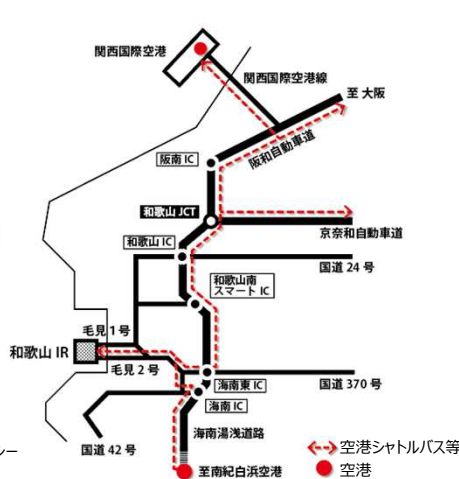 関西国際空港
関西国際空港線
至 大阪
阪和自動車道
阪南 IC
和歌山 JCT
京奈和自動車道
和歌山 IC
国道 24 号
和歌山南
スマート IC
毛見 1 号
和歌山 IR
毛見 2 号
海南東 IC
国道 370 号
海南 IC
海南湯浅道路
国道 42 号
レー
空港シャトルバス等
至南紀白浜空港
空港